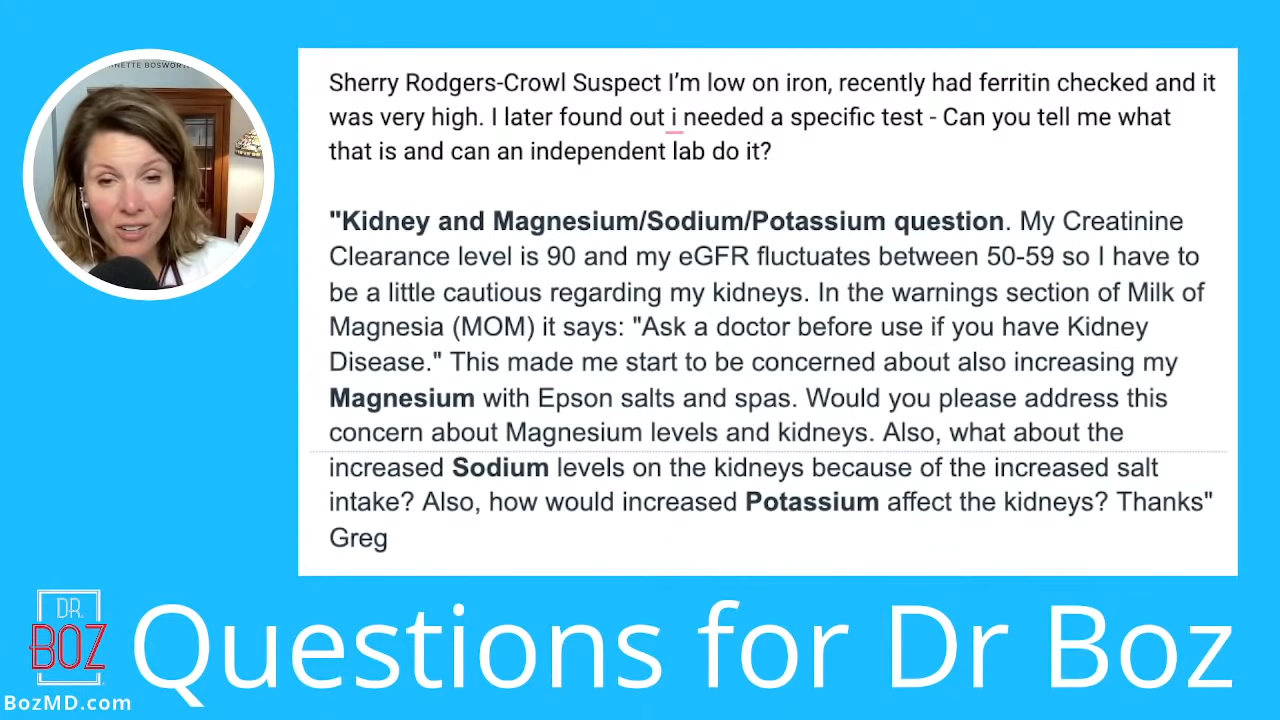 NNETTE BOSWORT
Sherry Rodgers-Crowl Suspect I'm low on iron, recently had ferritin checked and it
was very high. I later found out i needed a specific test - Can you tell me what
that is and can an independent lab do it?
"Kidney and Magnesium/Sodium/Potassium question. My Creatinine
Clearance level is 90 and my eGFR fluctuates between 50-59 so I have to
be a little cautious regarding my kidneys. In the warnings section of Milk of
Magnesia (MOM) it says: "Ask a doctor before use if you have Kidney
Disease." This made me start to be concerned about also increasing my
Magnesium with Epson salts and spas. Would you please address this
concern about Magnesium levels and kidneys. Also, what about the
increased Sodium levels on the kidneys because of the increased salt
intake? Also, how would increased Potassium affect the kidneys? Thanks"
Greg
DR.
BOZ
Questions for Dr Boz
BozMD.com